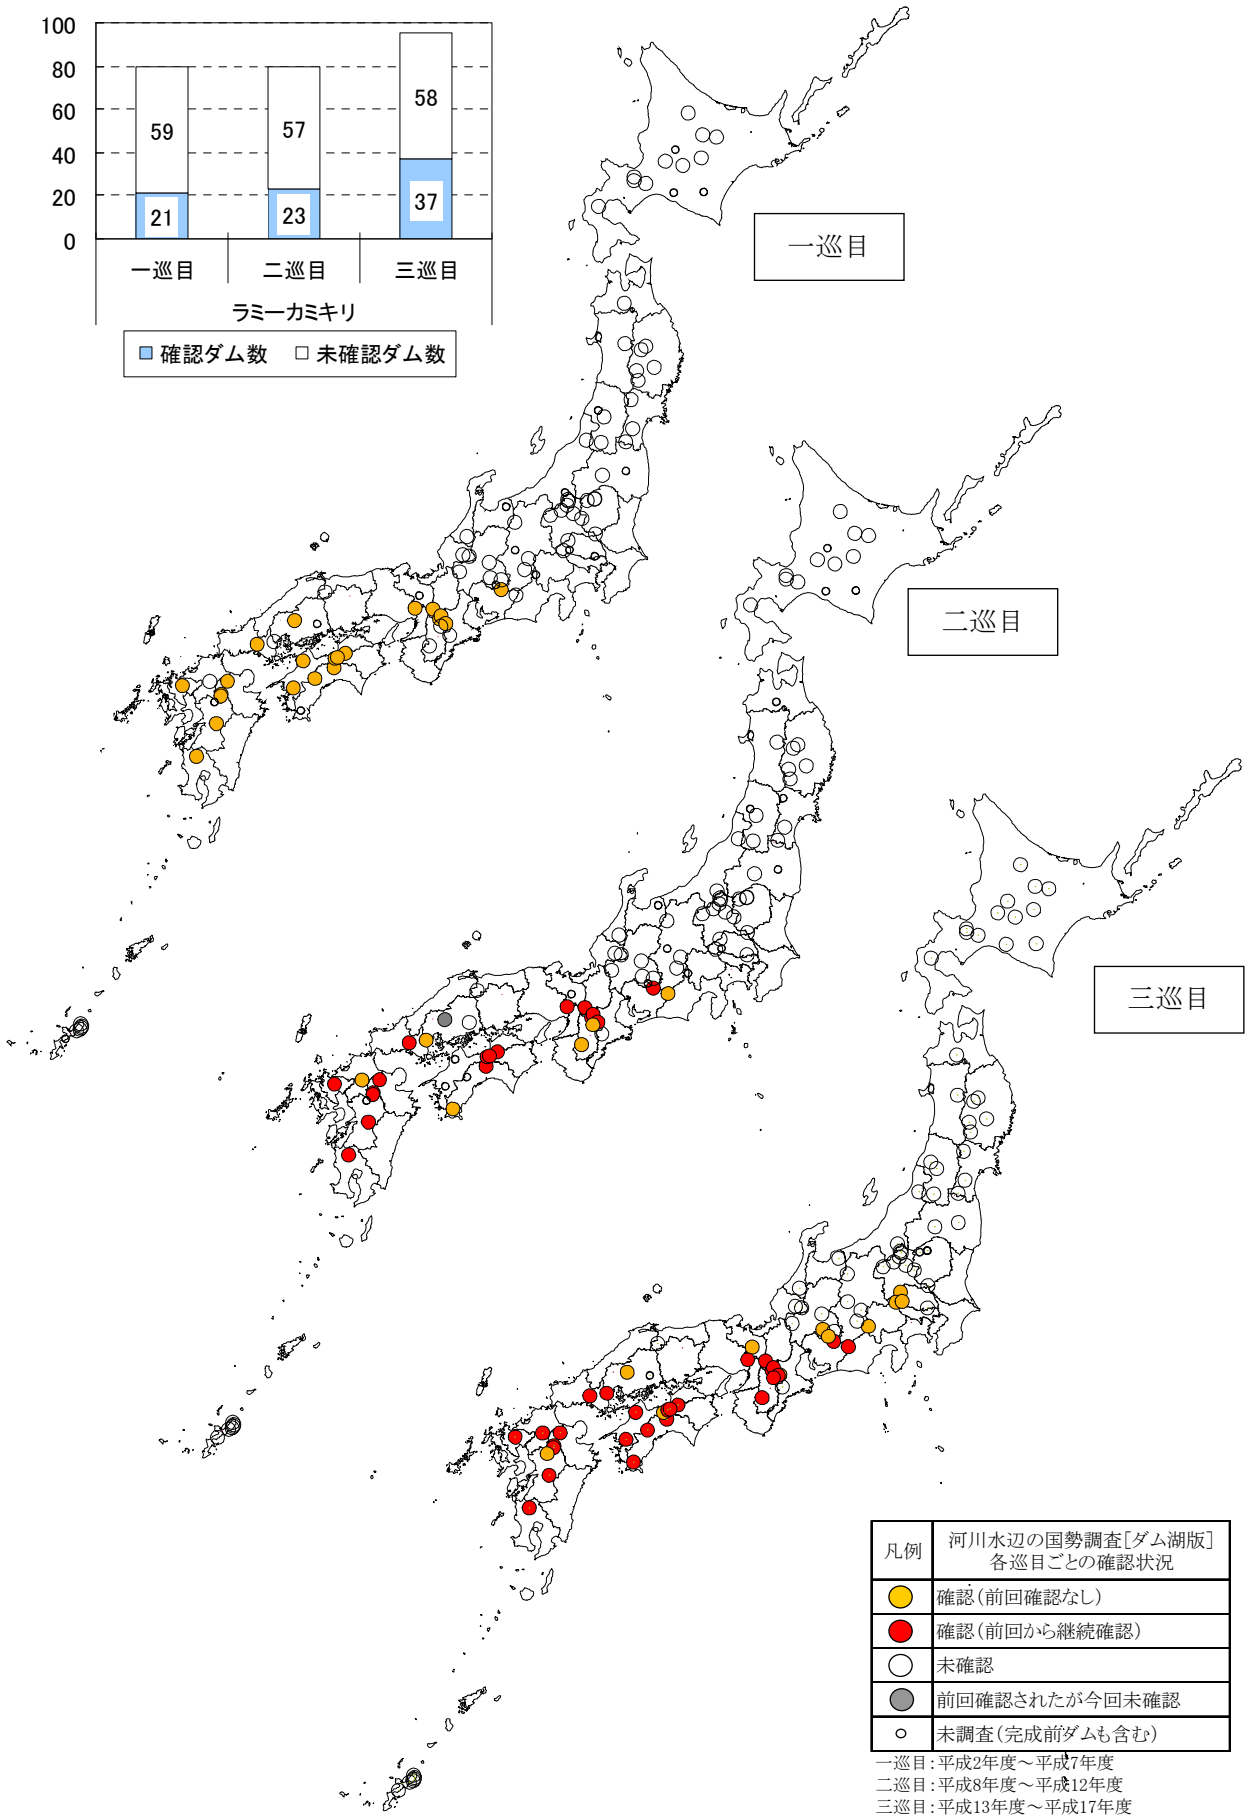 100
80
60
40
20
0
59
57
58
21
23
37
一巡目
二巡目
三巡目
ラミーカミキリ
確認ダム数
未確認ダム数
一巡目
二巡目
三巡目
凡例
河川水辺の国勢調査[ダム湖版]
各巡目ごとの確認状況
確認(前回確認なし)
確認(前回から継続確認)
未確認
前回確認されたが今回未確認
未調査(完成前ダムも含む)
一巡目:平成2年度～平成7年度
二巡目:平成8年度～平成12年度
三巡目:平成13年度～平成17年度